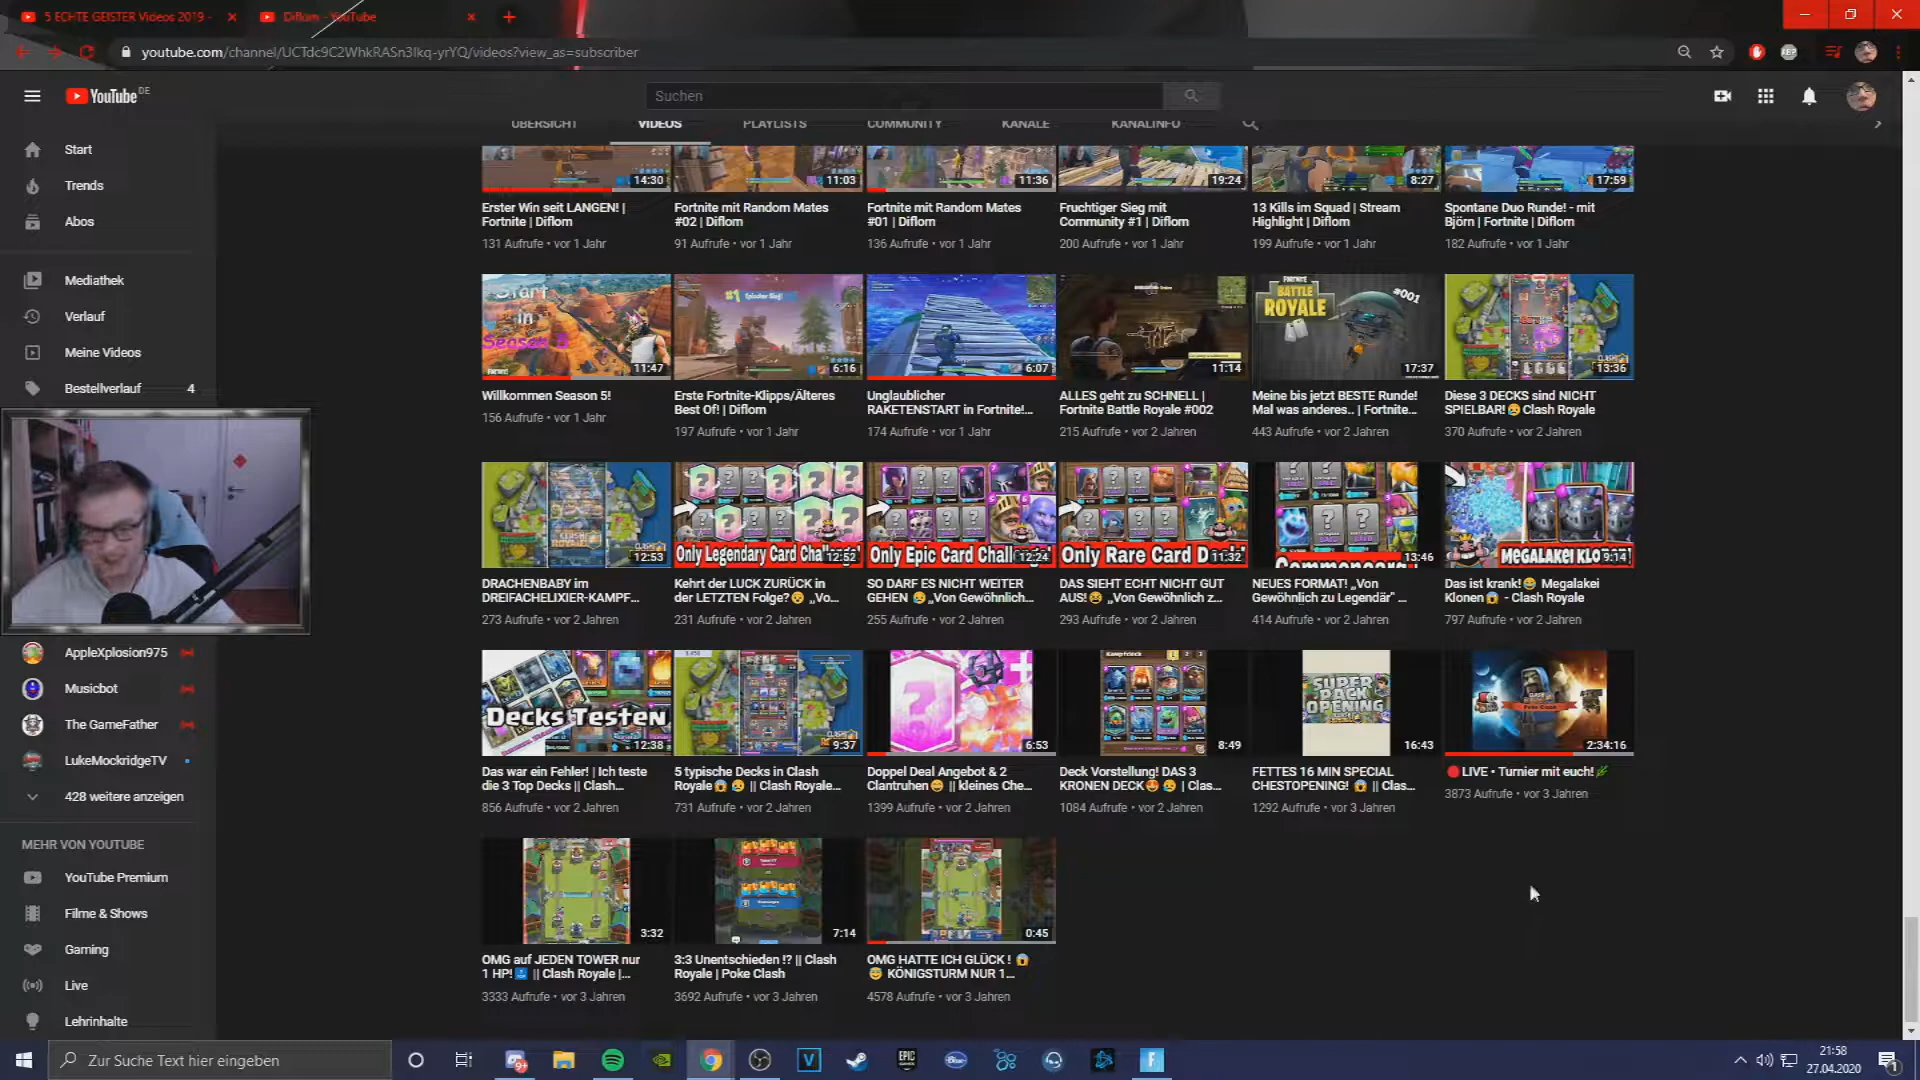 5 ECHTE GEISTER Videos 2019 -
Diflom - YouTube
youtube.com/channel/UCTdc9C2WhkRASn3Ikq-yrYQ/videos?view_as=subscriber
YouTube DE
Suchen
ÜBERSICHT VIDEOS PLAYLISTS COMMUNITY KANÄLE KANALINFO
Start
Trends
Abos
Mediathek
Verlauf
Meine Videos
Bestellverlauf 4
AppleXplosion975
Musicbot
The GameFather
LukeMockridgeTV
428 weitere anzeigen
MEHR VON YOUTUBE
YouTube Premium
Filme & Shows
Gaming
Live
Lehrinhalte
14:30 11:03 11:36 19:24 8:27 17:59
Erster Win seit LANGEN! |
Fortnite | Diflom
131 Aufrufe • vor 1 Jahr
Fortnite mit Random Mates
#02 | Diflom
91 Aufrufe • vor 1 Jahr
Fortnite mit Random Mates
#01 | Diflom
136 Aufrufe • vor 1 Jahr
Fruchtiger Sieg mit
Community #1 | Diflom
200 Aufrufe • vor 1 Jahr
13 Kills im Squad | Stream
Highlight | Diflom
199 Aufrufe • vor 1 Jahr
Spontane Duo Runde! - mit
Björn | Fortnite | Diflom
182 Aufrufe • vor 1 Jahr
Start
in
Season 5
11:47
#1 Epischer Sieg!
6:16
6:07
11:14
FORTNITE
BATTLE
ROYALE
#001
17:37
13:36
Willkommen Season 5!
156 Aufrufe • vor 1 Jahr
Erste Fortnite-Klipps/Älteres
Best Of! | Diflom
197 Aufrufe • vor 1 Jahr
Unglaublicher
RAKETENSTART in Fortnite!...
174 Aufrufe • vor 1 Jahr
ALLES geht zu SCHNELL |
Fortnite Battle Royale #002
215 Aufrufe • vor 2 Jahren
Meine bis jetzt BESTE Runde!
Mal was anderes.. | Fortnite...
443 Aufrufe • vor 2 Jahren
Diese 3 DECKS sind NICHT
SPIELBAR!😥Clash Royale
370 Aufrufe • vor 2 Jahren
12:53
Only Legendary Card Chall
12:52
Only Epic Card Chall
12:24
Only Rare Card D
11:32
13:46
MEGALAKEI KLO
9:14
DRACHENBABY im
DREIFACHELIXIER-KAMPF...
273 Aufrufe • vor 2 Jahren
Kehrt der LUCK ZURÜCK in
der LETZTEN Folge?😯 „Vo...
231 Aufrufe • vor 2 Jahren
SO DARF ES NICHT WEITER
GEHEN 😥„Von Gewöhnlich...
255 Aufrufe • vor 2 Jahren
DAS SIEHT ECHT NICHT GUT
AUS!😫 „Von Gewöhnlich z...
293 Aufrufe • vor 2 Jahren
NEUES FORMAT! „Von
Gewöhnlich zu Legendär" ...
414 Aufrufe • vor 2 Jahren
Das ist krank!😂 Megalakei
Klonen😱 - Clash Royale
797 Aufrufe • vor 2 Jahren
Decks Testen
12:38
9:37
6:53
Kampfdeck
8:49
SUPER
PACK
OPENING
16:43
2:34:16
Das war ein Fehler! | Ich teste
die 3 Top Decks || Clash...
856 Aufrufe • vor 2 Jahren
5 typische Decks in Clash
Royale😱 😥 || Clash Royale...
731 Aufrufe • vor 2 Jahren
Doppel Deal Angebot & 2
Clantruhen😄 || kleines Che...
1399 Aufrufe • vor 2 Jahren
Deck Vorstellung! DAS 3
KRONEN DECK🤩 😥 | Clas...
1084 Aufrufe • vor 2 Jahren
FETTES 16 MIN SPECIAL
CHESTOPENING! 😱 || Clas...
1292 Aufrufe • vor 3 Jahren
🔴LIVE • Turnier mit euch!🌶
3873 Aufrufe • vor 3 Jahren
3:32 7:14 0:45
OMG auf JEDEN TOWER nur
1 HP! || Clash Royale |...
3333 Aufrufe • vor 3 Jahren
3:3 Unentschieden !? || Clash
Royale | Poke Clash
3692 Aufrufe • vor 3 Jahren
OMG HATTE ICH GLÜCK ! 😱
😅 KÖNIGSTURM NUR 1...
4578 Aufrufe • vor 3 Jahren
Zur Suche Text hier eingeben
9+
EPIC
21:58
27.04.2020
1